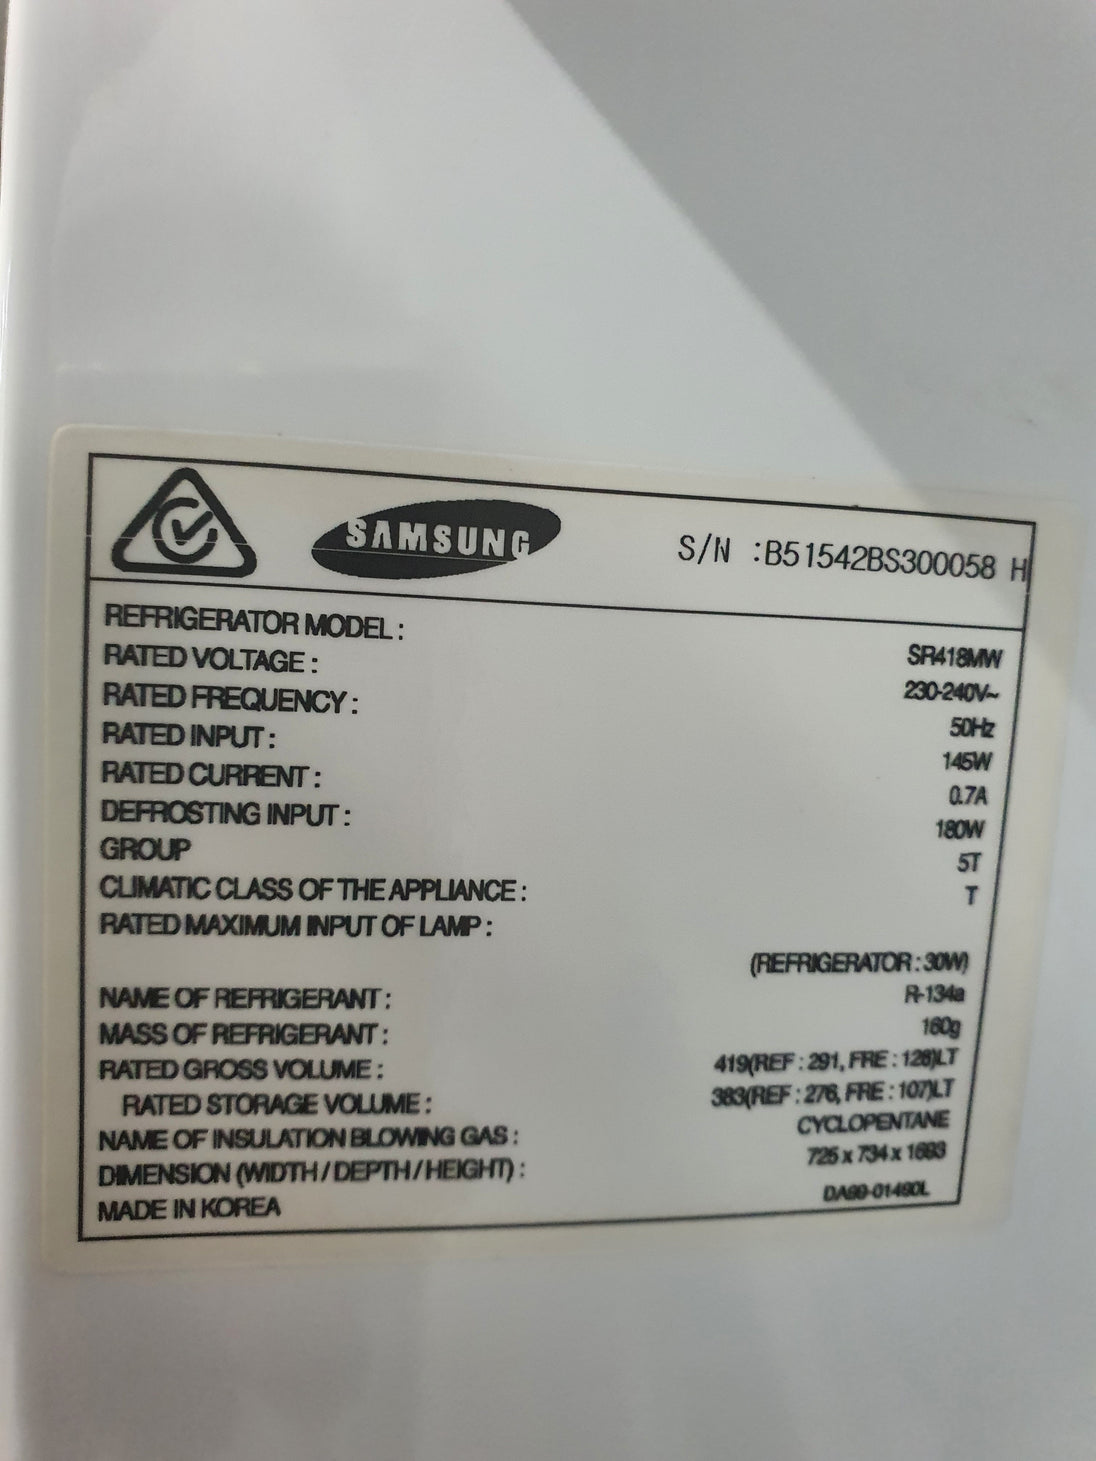 SAMSUNG S/N :B51542BS300058 H
REFRIGERATOR MODEL : SR418MW
RATED VOLTAGE : 230-240V~
RATED FREQUENCY : 50Hz
RATED INPUT : 145W
RATED CURRENT : 0.7A
DEFROSTING INPUT : 180W
GROUP 5T
CLIMATIC CLASS OF THE APPLIANCE : T
RATED MAXIMUM INPUT OF LAMP :
(REFRIGERATOR : 30W)
NAME OF REFRIGERANT : R-134a
MASS OF REFRIGERANT : 160g
RATED GROSS VOLUME : 419(REF : 291, FRE : 128)LT
RATED STORAGE VOLUME : 383(REF : 276, FRE : 107)LT
NAME OF INSULATION BLOWING GAS : CYCLOPENTANE
DIMENSION (WIDTH / DEPTH / HEIGHT) : 725 x 734 x
MADE IN KOREA